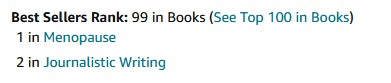 Best Sellers Rank: 99 in Books (See Top 100 in Books)
1 in Menopause
2 in Journalistic Writing